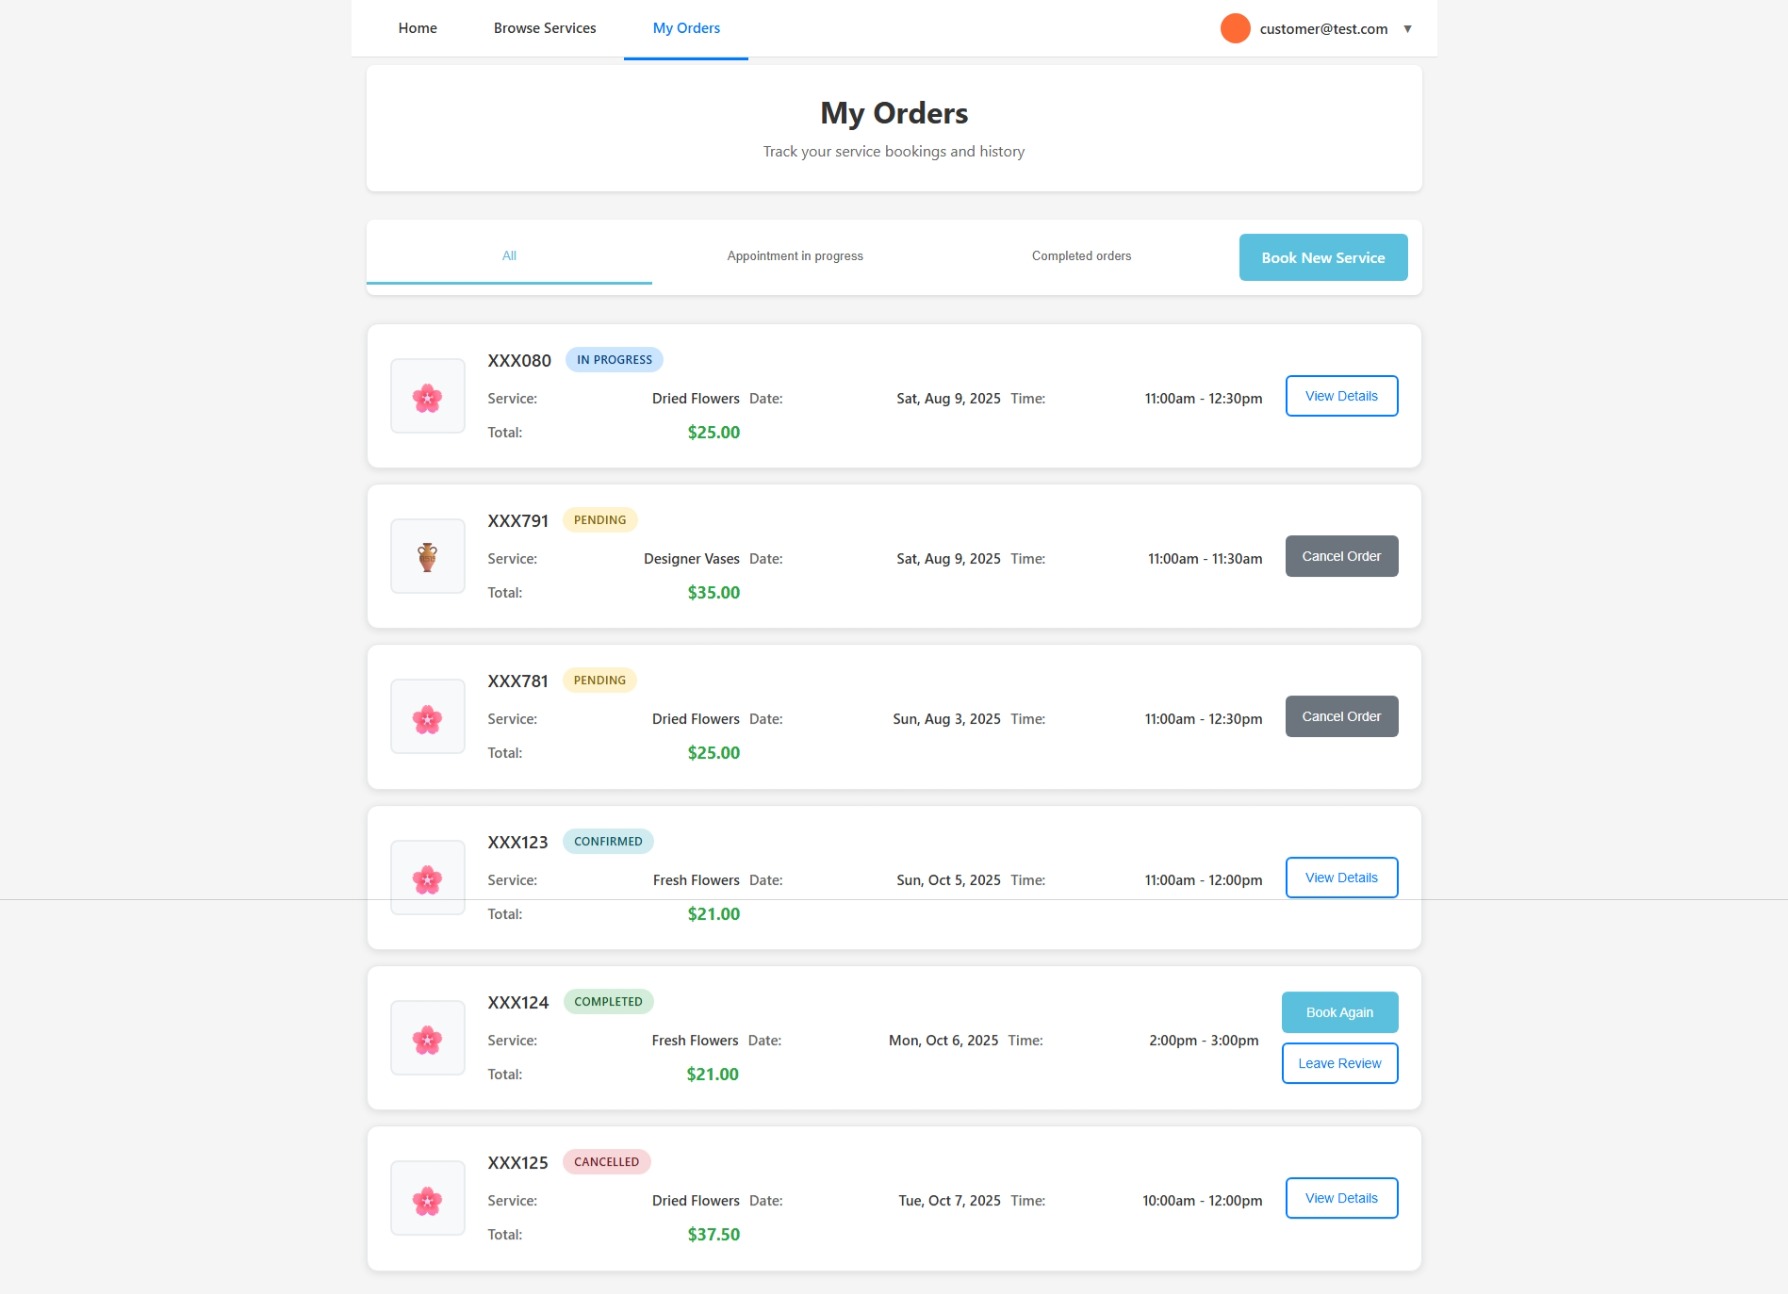 Home Browse Services My Orders customer@test.com ▼
My Orders
Track your service bookings and history
All Appointment in progress Completed orders Book New Service
XXX080 IN PROGRESS
Service: Dried Flowers Date: Sat, Aug 9, 2025 Time: 11:00am - 12:30pm View Details
Total: $25.00
XXX791 PENDING
Service: Designer Vases Date: Sat, Aug 9, 2025 Time: 11:00am - 11:30am Cancel Order
Total: $35.00
XXX781 PENDING
Service: Dried Flowers Date: Sun, Aug 3, 2025 Time: 11:00am - 12:30pm Cancel Order
Total: $25.00
XXX123 CONFIRMED
Service: Fresh Flowers Date: Sun, Oct 5, 2025 Time: 11:00am - 12:00pm View Details
Total: $21.00
XXX124 COMPLETED Book Again
Service: Fresh Flowers Date: Mon, Oct 6, 2025 Time: 2:00pm - 3:00pm Leave Review
Total: $21.00
XXX125 CANCELLED
Service: Dried Flowers Date: Tue, Oct 7, 2025 Time: 10:00am - 12:00pm View Details
Total: $37.50